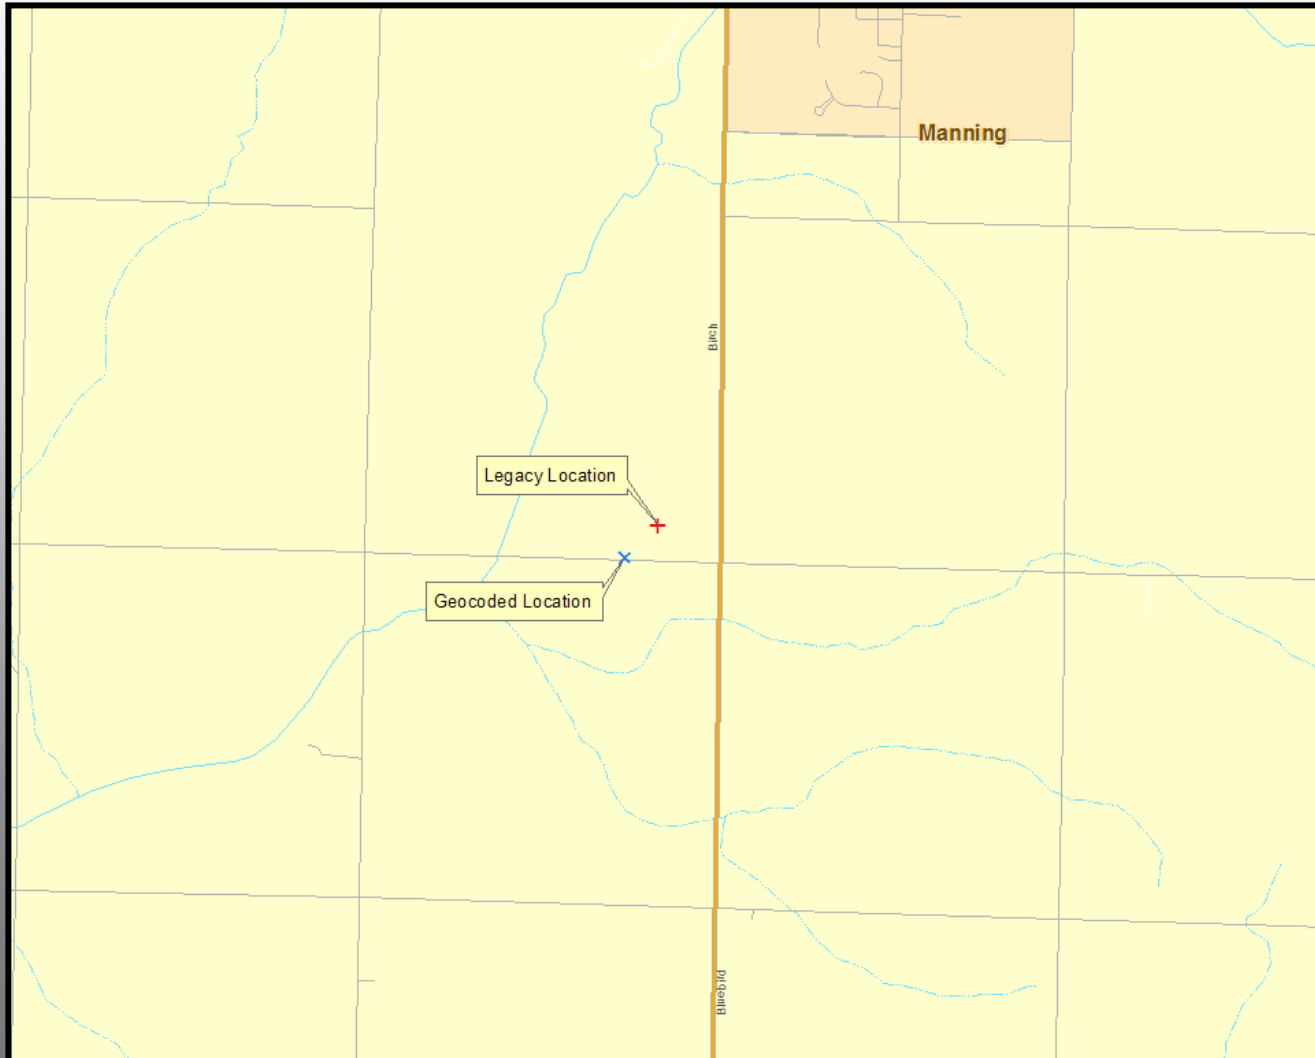 Manning
Birch
Legacy Location
Geocoded Location
Bluebird